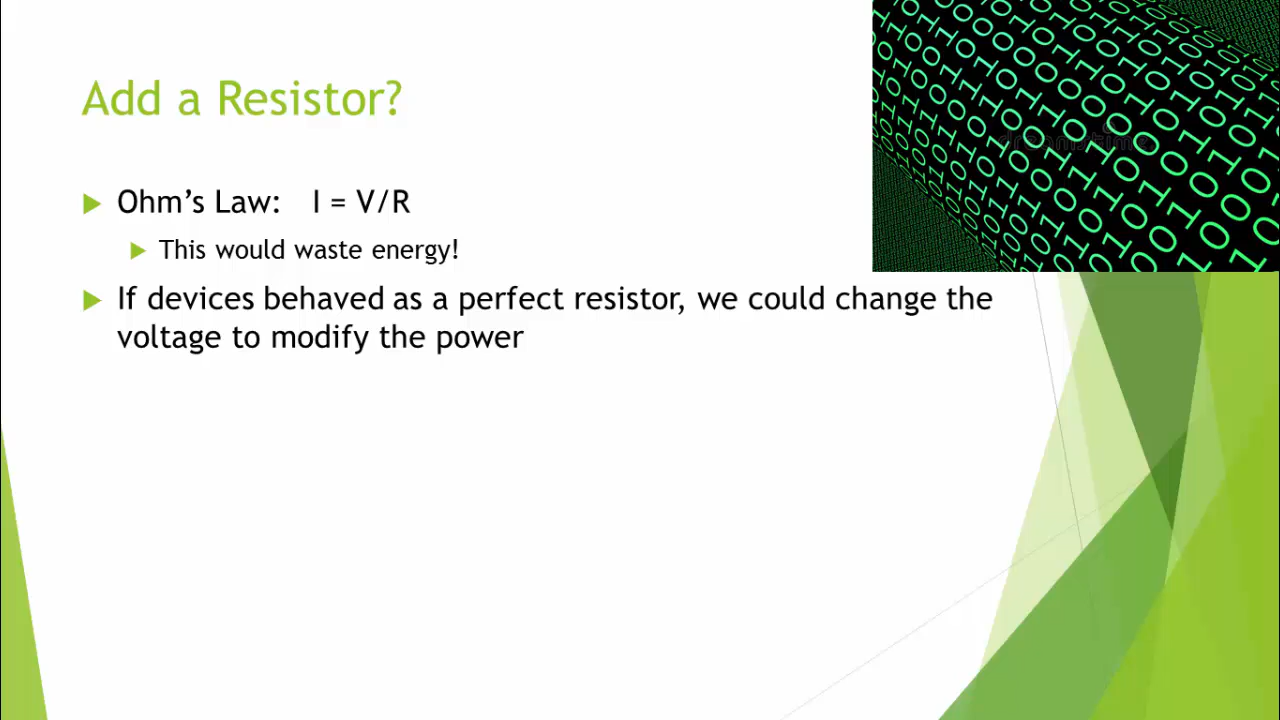 Add a Resistor?
Ohm’s Law: I = V/R
This would waste energy!
If devices behaved as a perfect resistor, we could change the
voltage to modify the power
dreamstime